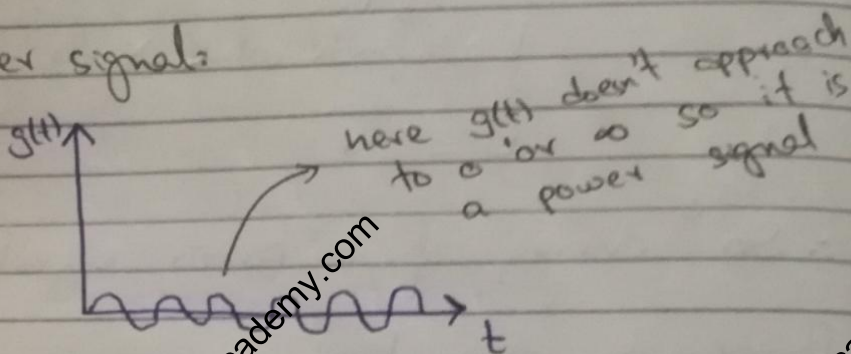 er signal:
g(t)
here g(t) doesn't approach
to 0 or ∞ so it is
a power signal
t
ademy.com